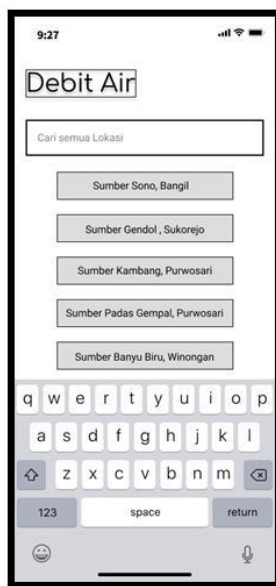 9:27
Debit Air
Cari semua Lokasi
Sumber Sono, Bangil
Sumber Gendol , Sukorejo
Sumber Kambang, Purwosari
Sumber Padas Gempal, Purwosari
Sumber Banyu Biru, Winongan
q w e r t y u i o p
a s d f g h j k l
z x c v b n m
123 space return